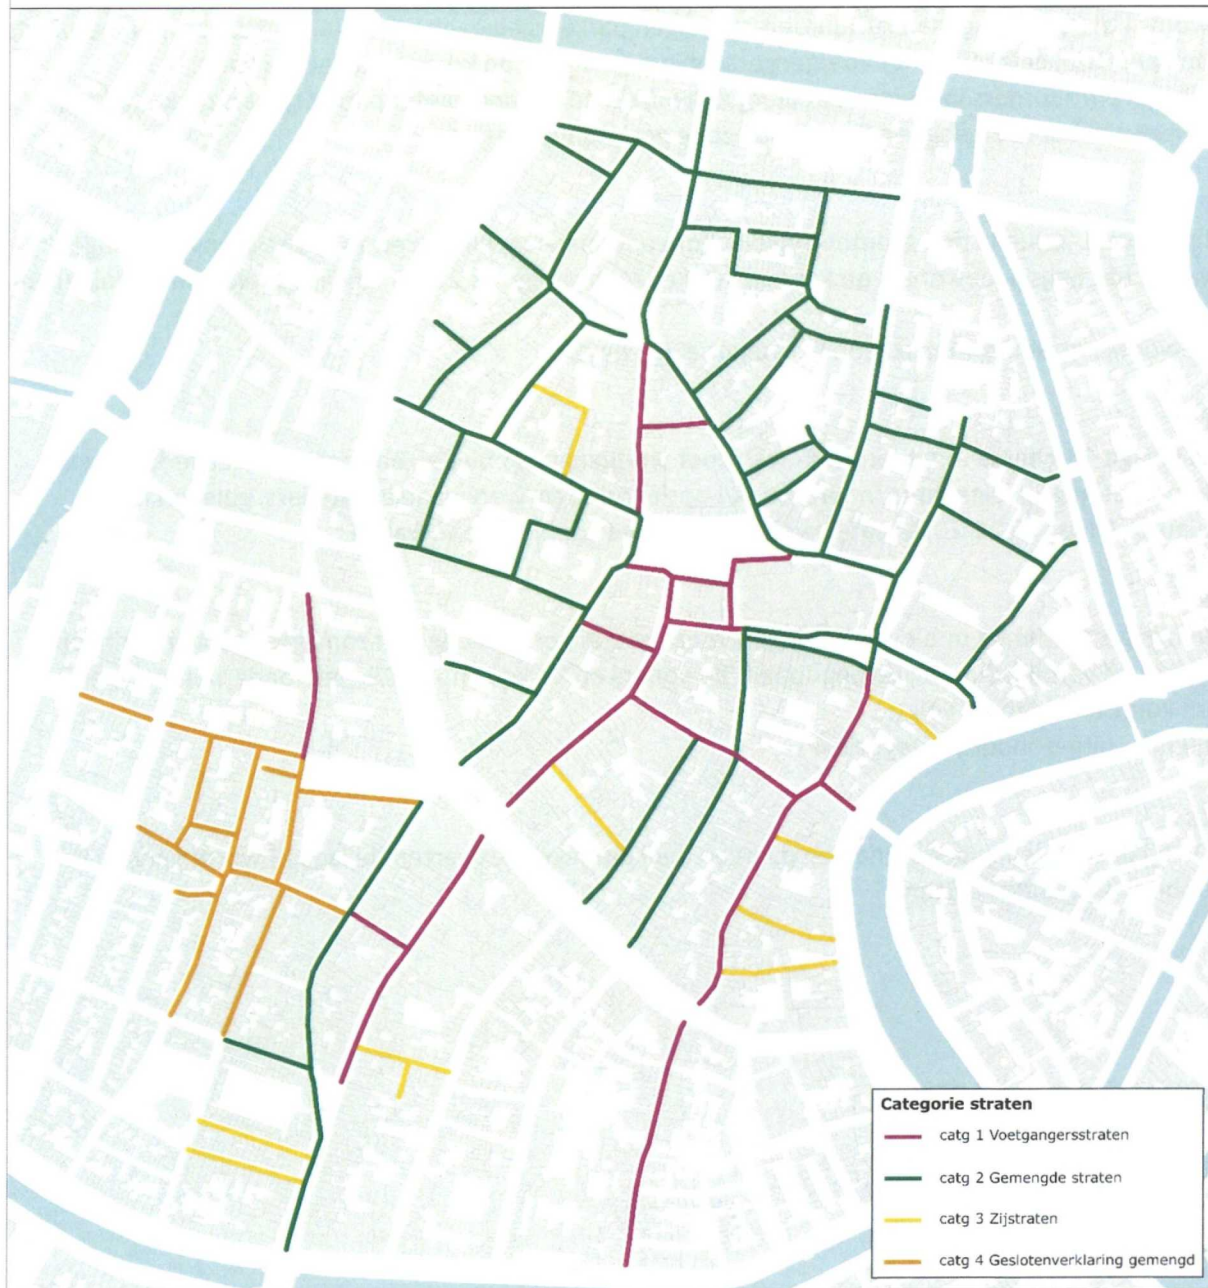 Categorie straten
catg 1 Voetgangersstraten
catg 2 Gemengde straten
catg 3 Zijstraten
catg 4 Geslotenverklaring gemengd